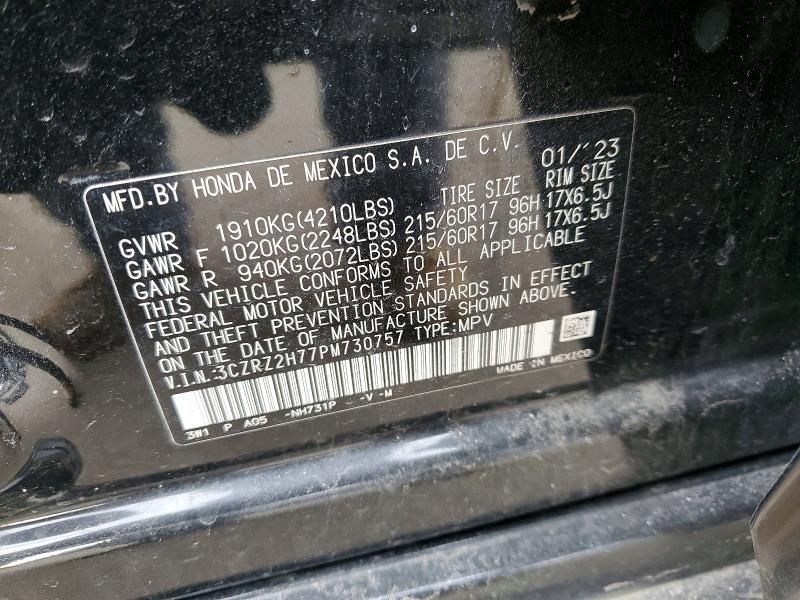 MFD.BY HONDA DE MEXICO S.A. DE C.V. 01/'23
TIRE SIZE RIM SIZE
GVWR 1910KG(4210LBS)
GAWR F 1020KG(2248LBS) 215/60R17 96H 17X6.5J
GAWR R 940KG(2072LBS) 215/60R17 96H 17X6.5J
THIS VEHICLE CONFORMS TO ALL APPLICABLE
FEDERAL MOTOR VEHICLE SAFETY
AND THEFT PREVENTION STANDARDS IN EFFECT
ON THE DATE OF MANUFACTURE SHOWN ABOVE.
V.I.N.:3CZRZ2H77PM730757 TYPE:MPV
MADE IN MEXICO
3W1 P A05 -NH731P -V -M